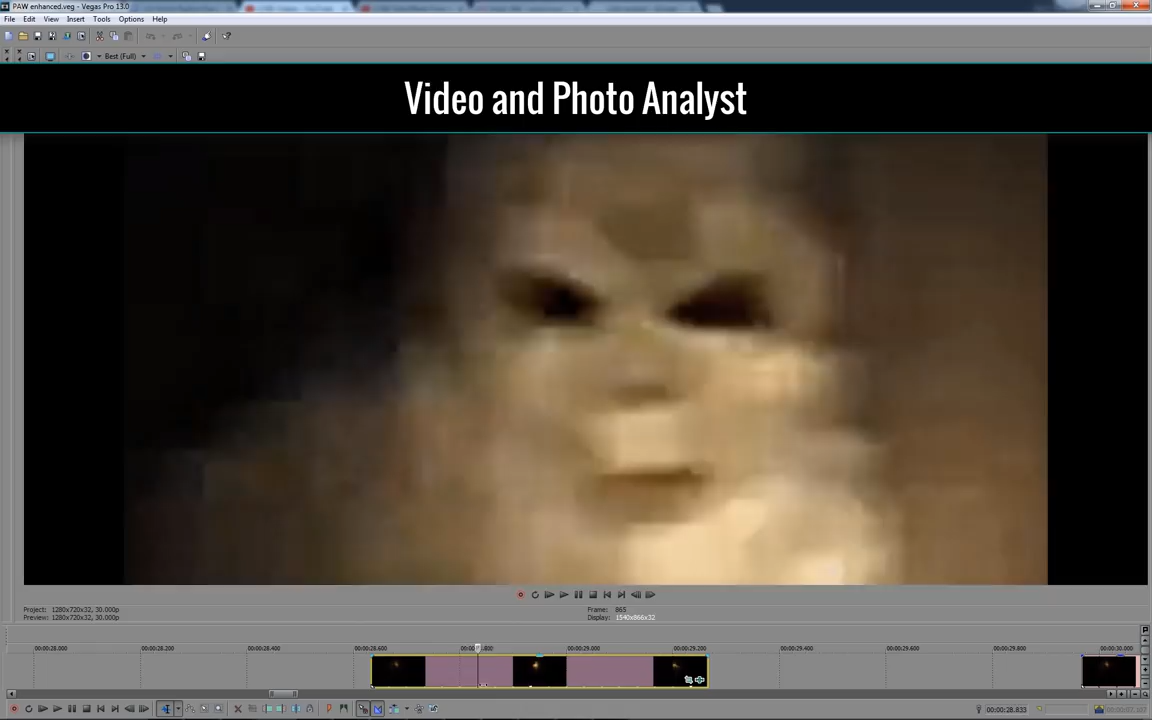 PAW enhanced.veg - Vegas Pro 13.0
File Edit View Insert Tools Options Help
Best (Full)
Video and Photo Analyst
Project: 1280x720x32, 30.000p
Preview: 1280x720x32, 30.000p
Frame: 865
Display: 1540x866x32
00:00:28.000 00:00:28.200 00:00:28.400 00:00:28.600 00:00:29.000 00:00:29.200 00:00:29.400 00:00:29.600 00:00:29.800 00:00:30.000
00:00:28.833